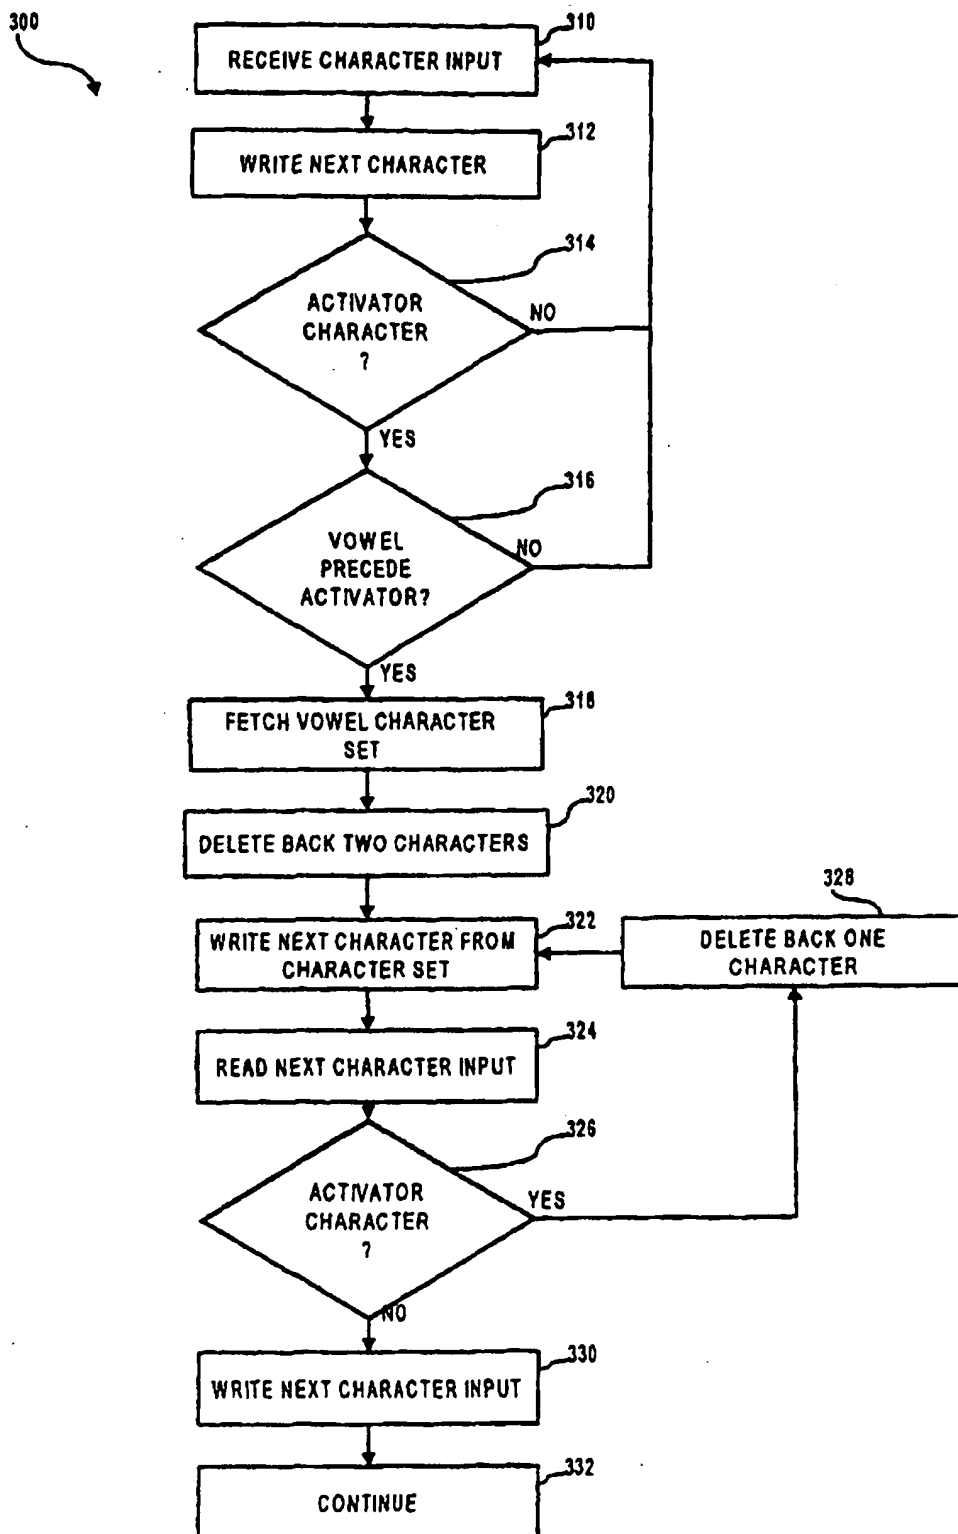 300
310
RECEIVE CHARACTER INPUT
312
WRITE NEXT CHARACTER
314
ACTIVATOR
CHARACTER
?
NO
YES
316
VOWEL
PRECEDE
ACTIVATOR?
NO
YES
318
FETCH VOWEL CHARACTER
SET
320
DELETE BACK TWO CHARACTERS
328
DELETE BACK ONE
CHARACTER
322
WRITE NEXT CHARACTER FROM
CHARACTER SET
324
READ NEXT CHARACTER INPUT
326
ACTIVATOR
CHARACTER
?
YES
NO
330
WRITE NEXT CHARACTER INPUT
332
CONTINUE